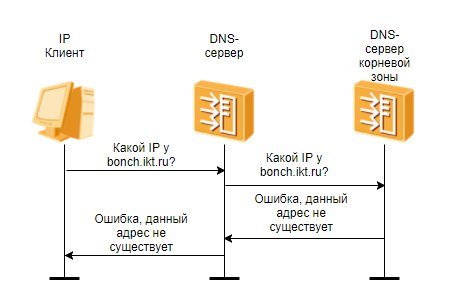 IP
Клиент
DNS-
сервер
DNS-
сервер
корневой
зоны
Какой IP у
bonch.ikt.ru?
Какой IP у
bonch.ikt.ru?
Ошибка, данный
адрес не
существует
Ошибка, данный
адрес не
существует